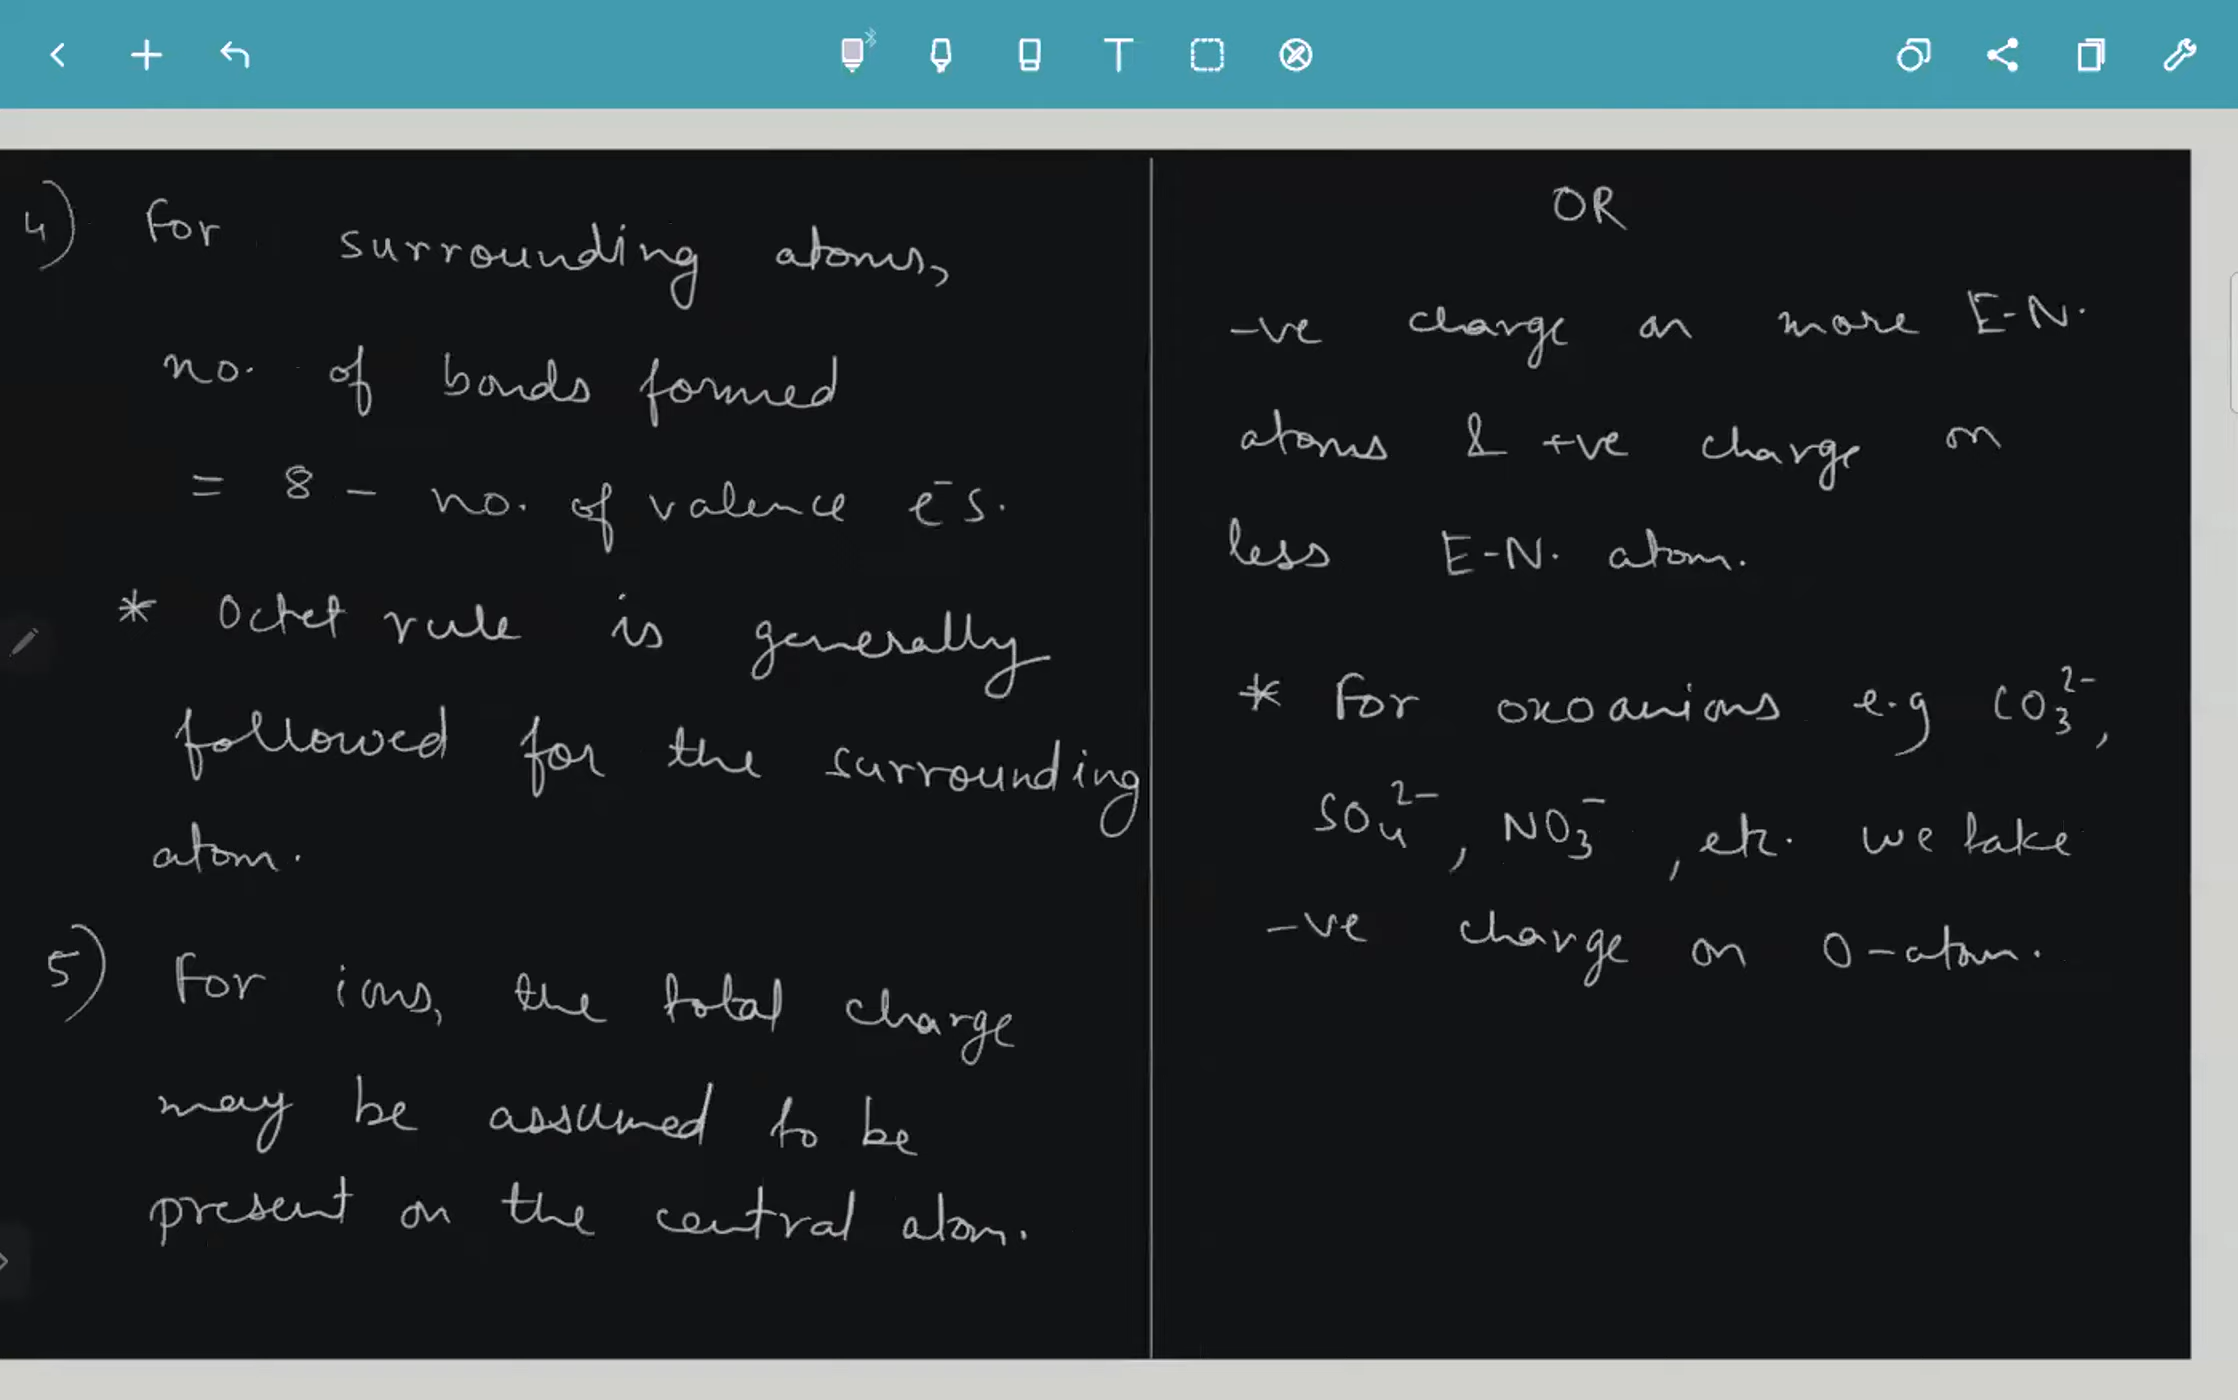 4) For surrounding atoms,
no. of bonds formed
= 8 - no. of valence e⁻s.
* Octet rule is generally
followed for the surrounding
atom.
5) For ions, the total charge
may be assumed to be
present on the central atom.
OR
-ve charge on more E-N.
atoms & +ve charge on
less E-N. atom.
* For oxoanions e.g CO₃²⁻,
SO₄²⁻, NO₃⁻, etc. we take
-ve charge on O-atom.